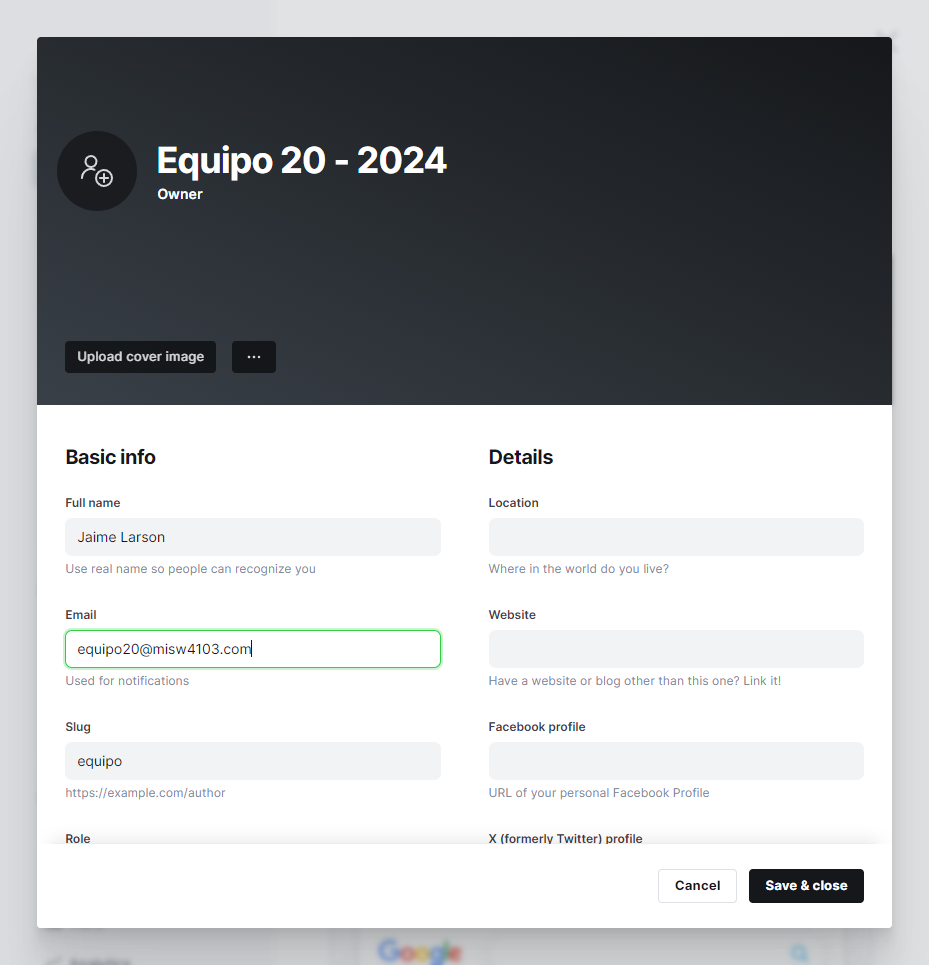 Equipo 20 - 2024
Owner
Upload cover image
Basic info
Full name
Jaime Larson
Use real name so people can recognize you
Email
equipo20@misw4103.com
Used for notifications
Slug
equipo
https://example.com/author
Role
Details
Location
Where in the world do you live?
Website
Have a website or blog other than this one? Link it!
Facebook profile
URL of your personal Facebook Profile
X (formerly Twitter) profile
Cancel
Save & close
Google
Analytics